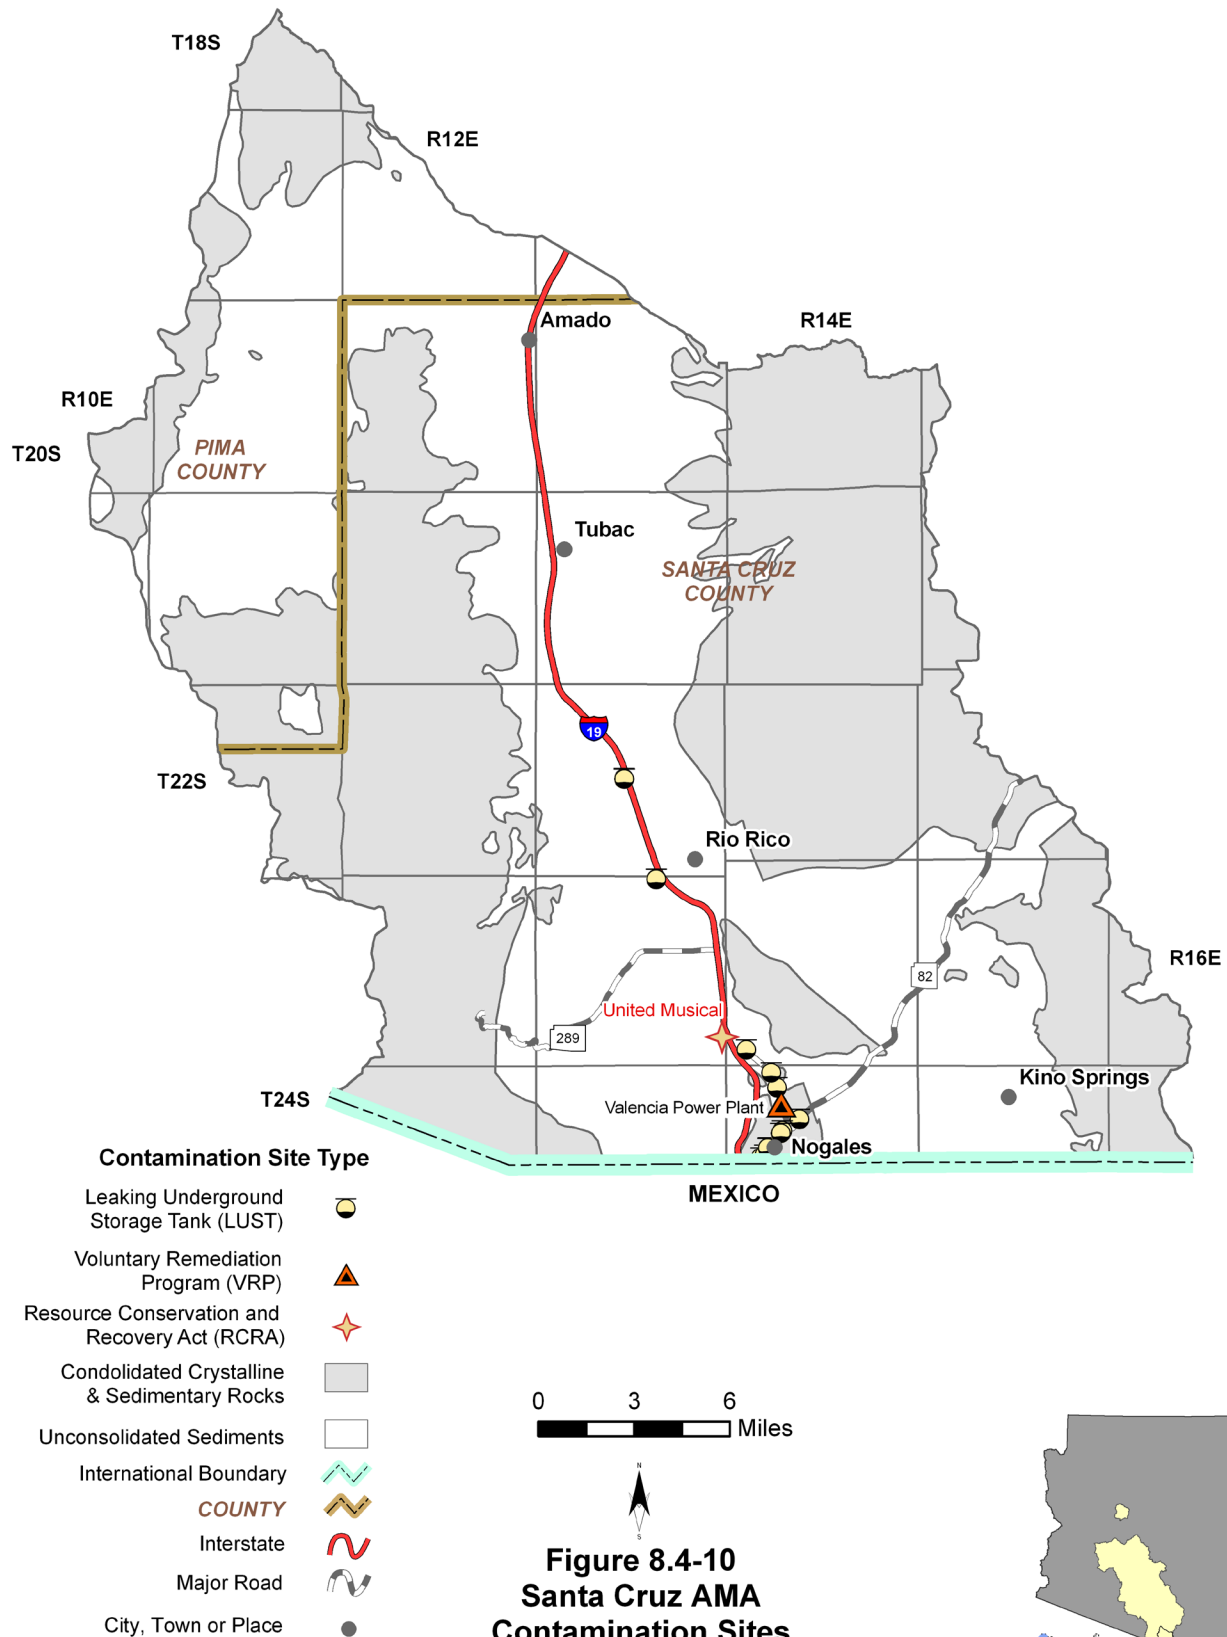 T18S
R12E
Amado
R14E
R10E
T20S
PIMA
COUNTY
Tubac
SANTA CRUZ
COUNTY
19
T22S
Rio Rico
82
R16E
United Musical
289
Kino Springs
T24S
Valencia Power Plant
Nogales
MEXICO
Contamination Site Type
Leaking Underground
Storage Tank (LUST)
Voluntary Remediation
Program (VRP)
Resource Conservation and
Recovery Act (RCRA)
Condolidated Crystalline
& Sedimentary Rocks
Unconsolidated Sediments
International Boundary
COUNTY
Interstate
Major Road
City, Town or Place
0 3 6
Miles
N
S
Figure 8.4-10
Santa Cruz AMA
Contamination Sites